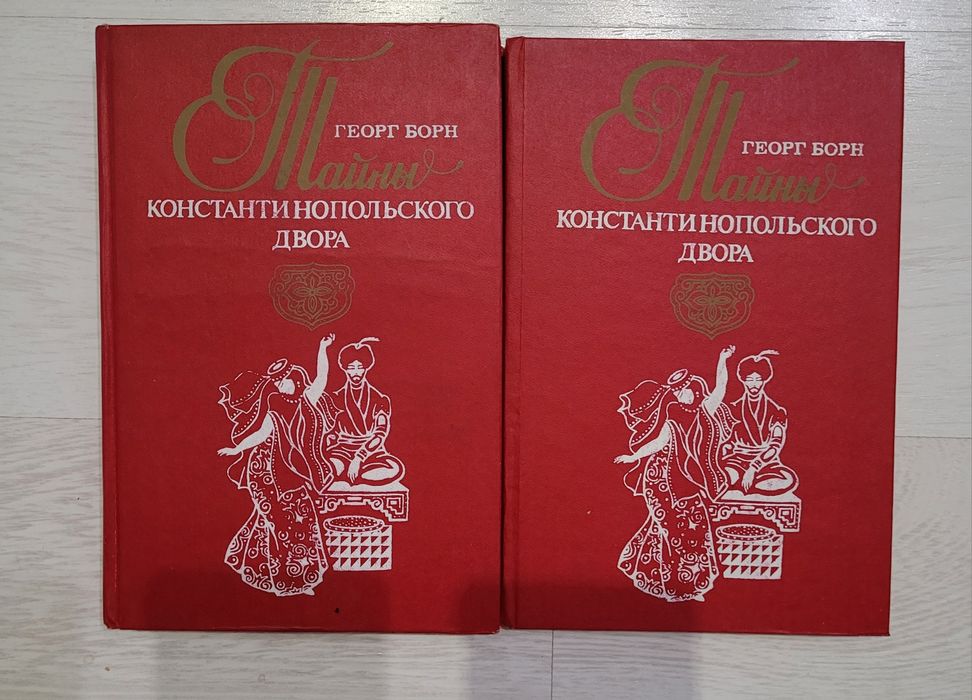 ГЕОРГ БОРН
Тайны
КОНСТАНТИНОПОЛЬСКОГО
ДВОРА
ГЕОРГ БОРН
Тайны
КОНСТАНТИНОПОЛЬСКОГО
ДВОРА